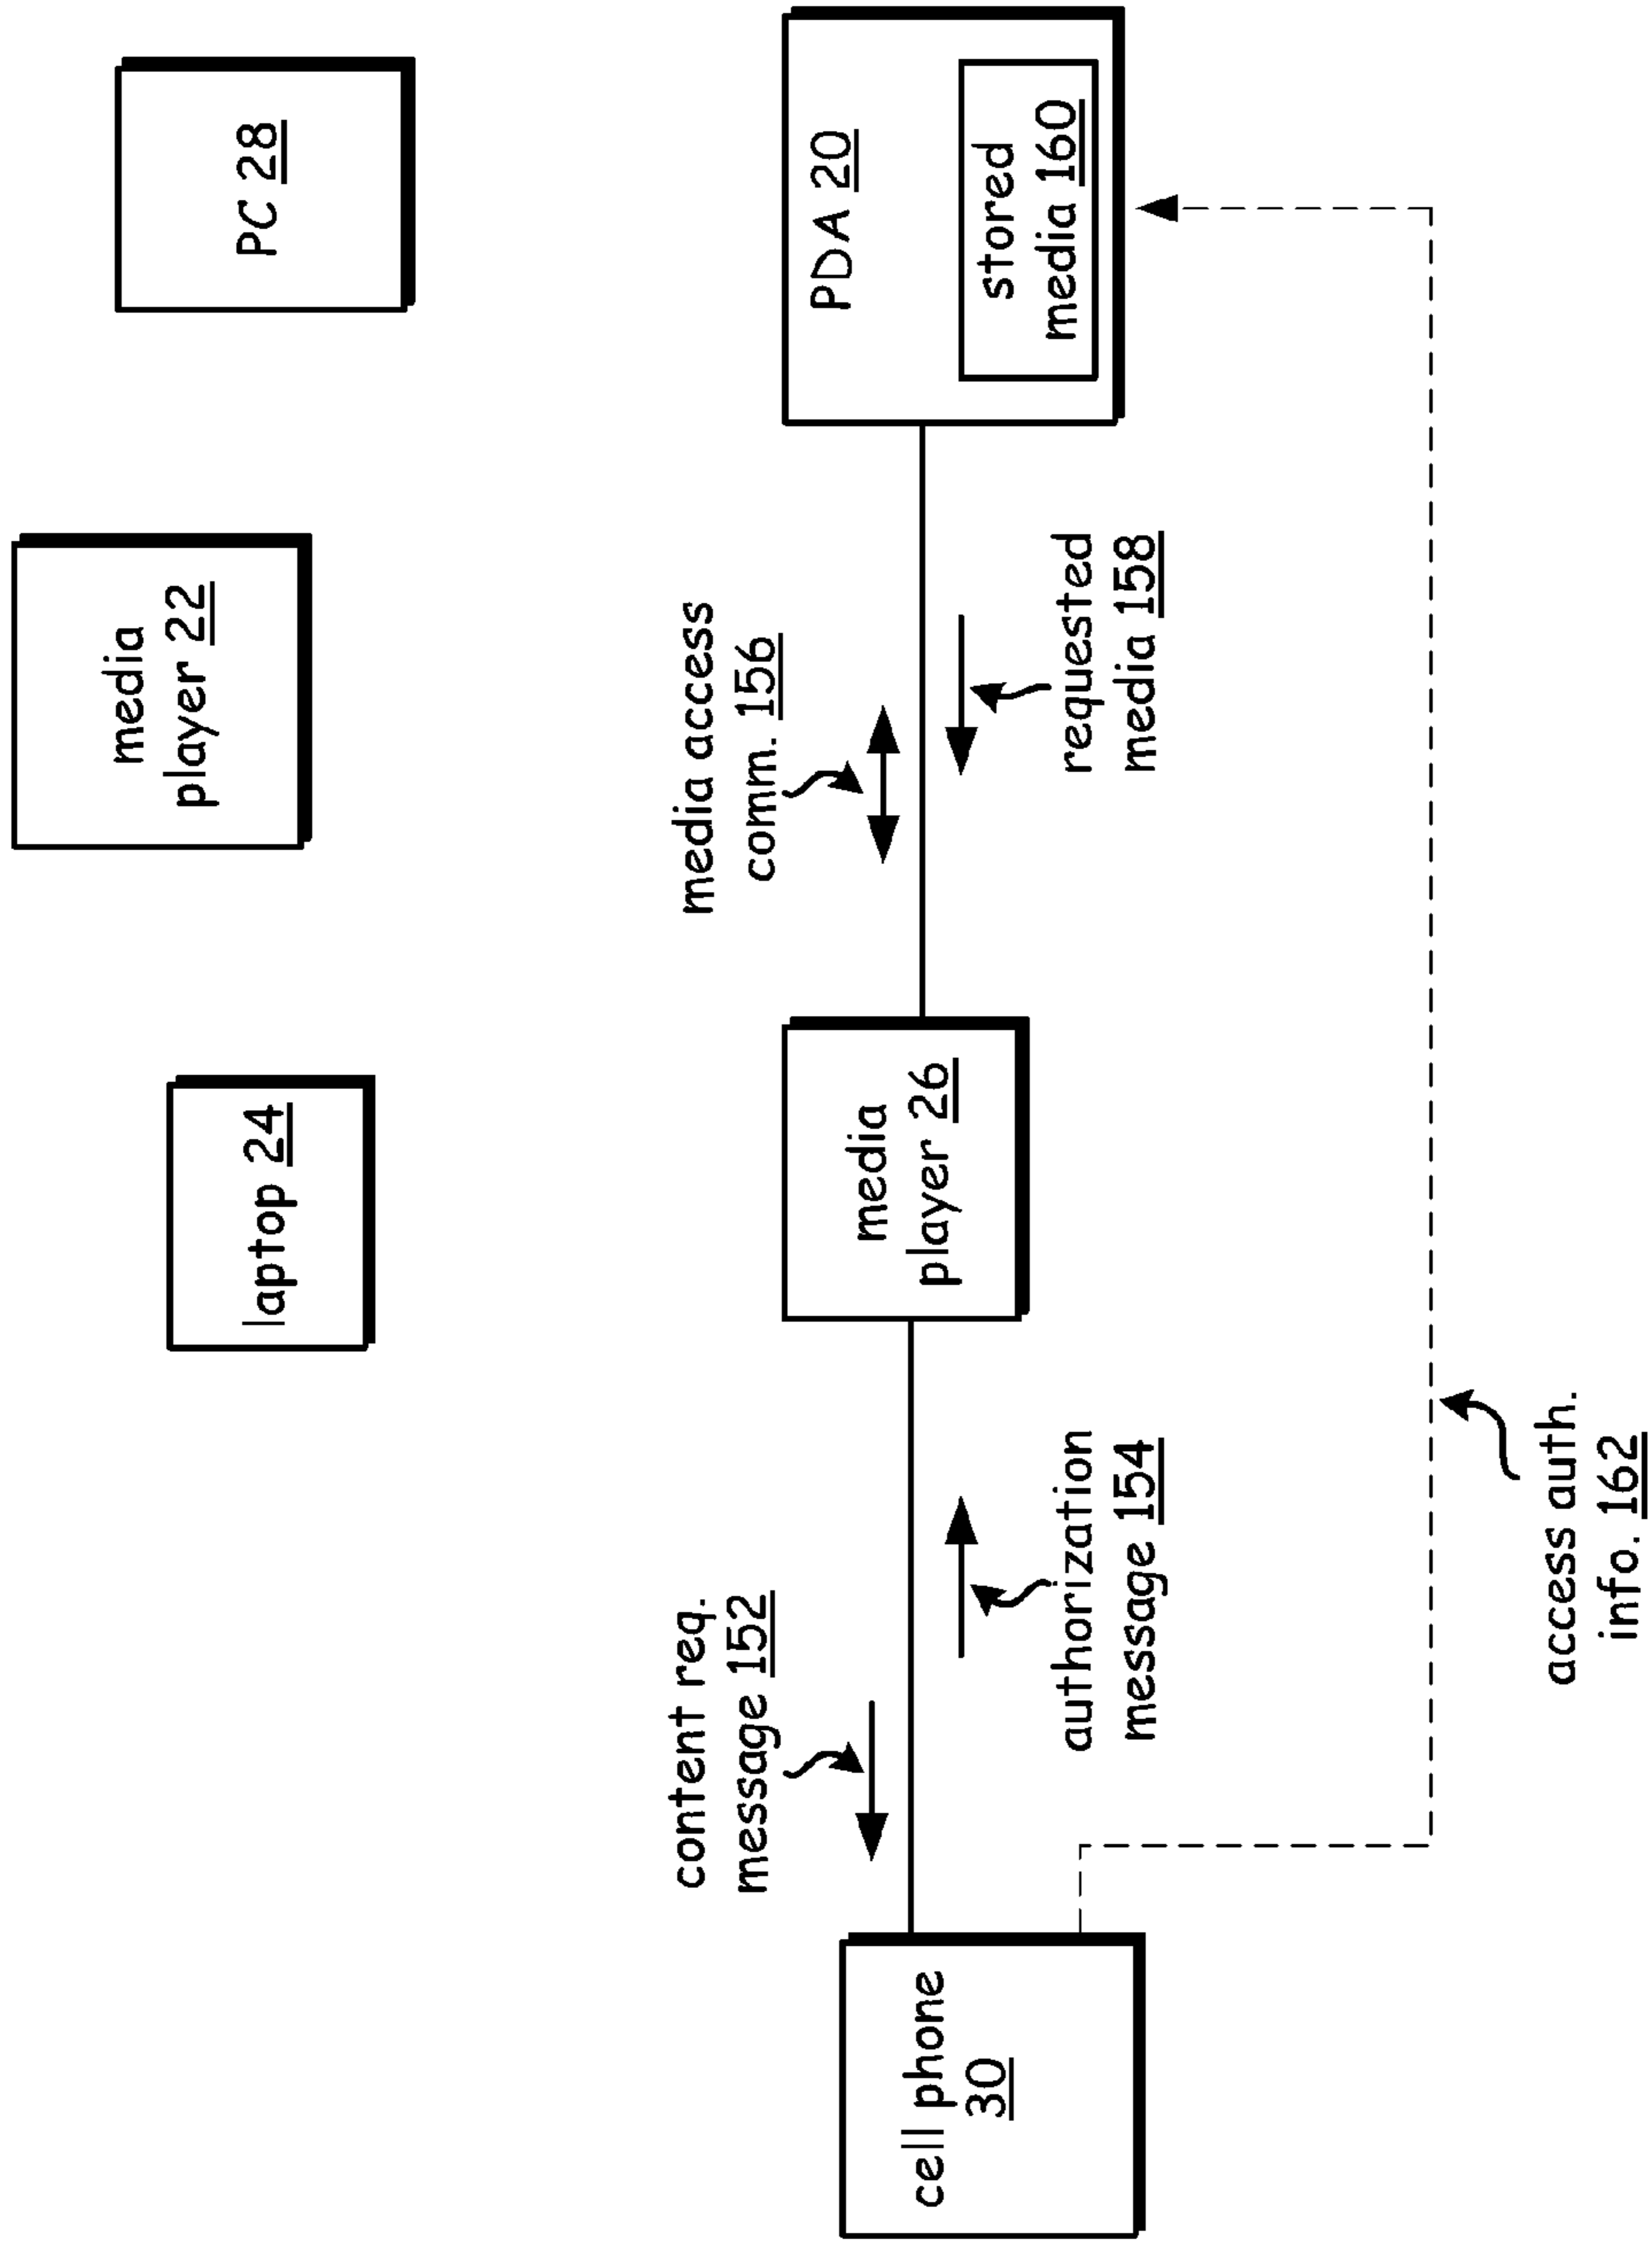 laptop 24
media
player 22
PC 28
content req.
message 152
media access
comm. 156
cell phone
30
media
player 26
PDA 20
stored
media 160
authorization
message 154
requested
media 158
access auth.
info. 162